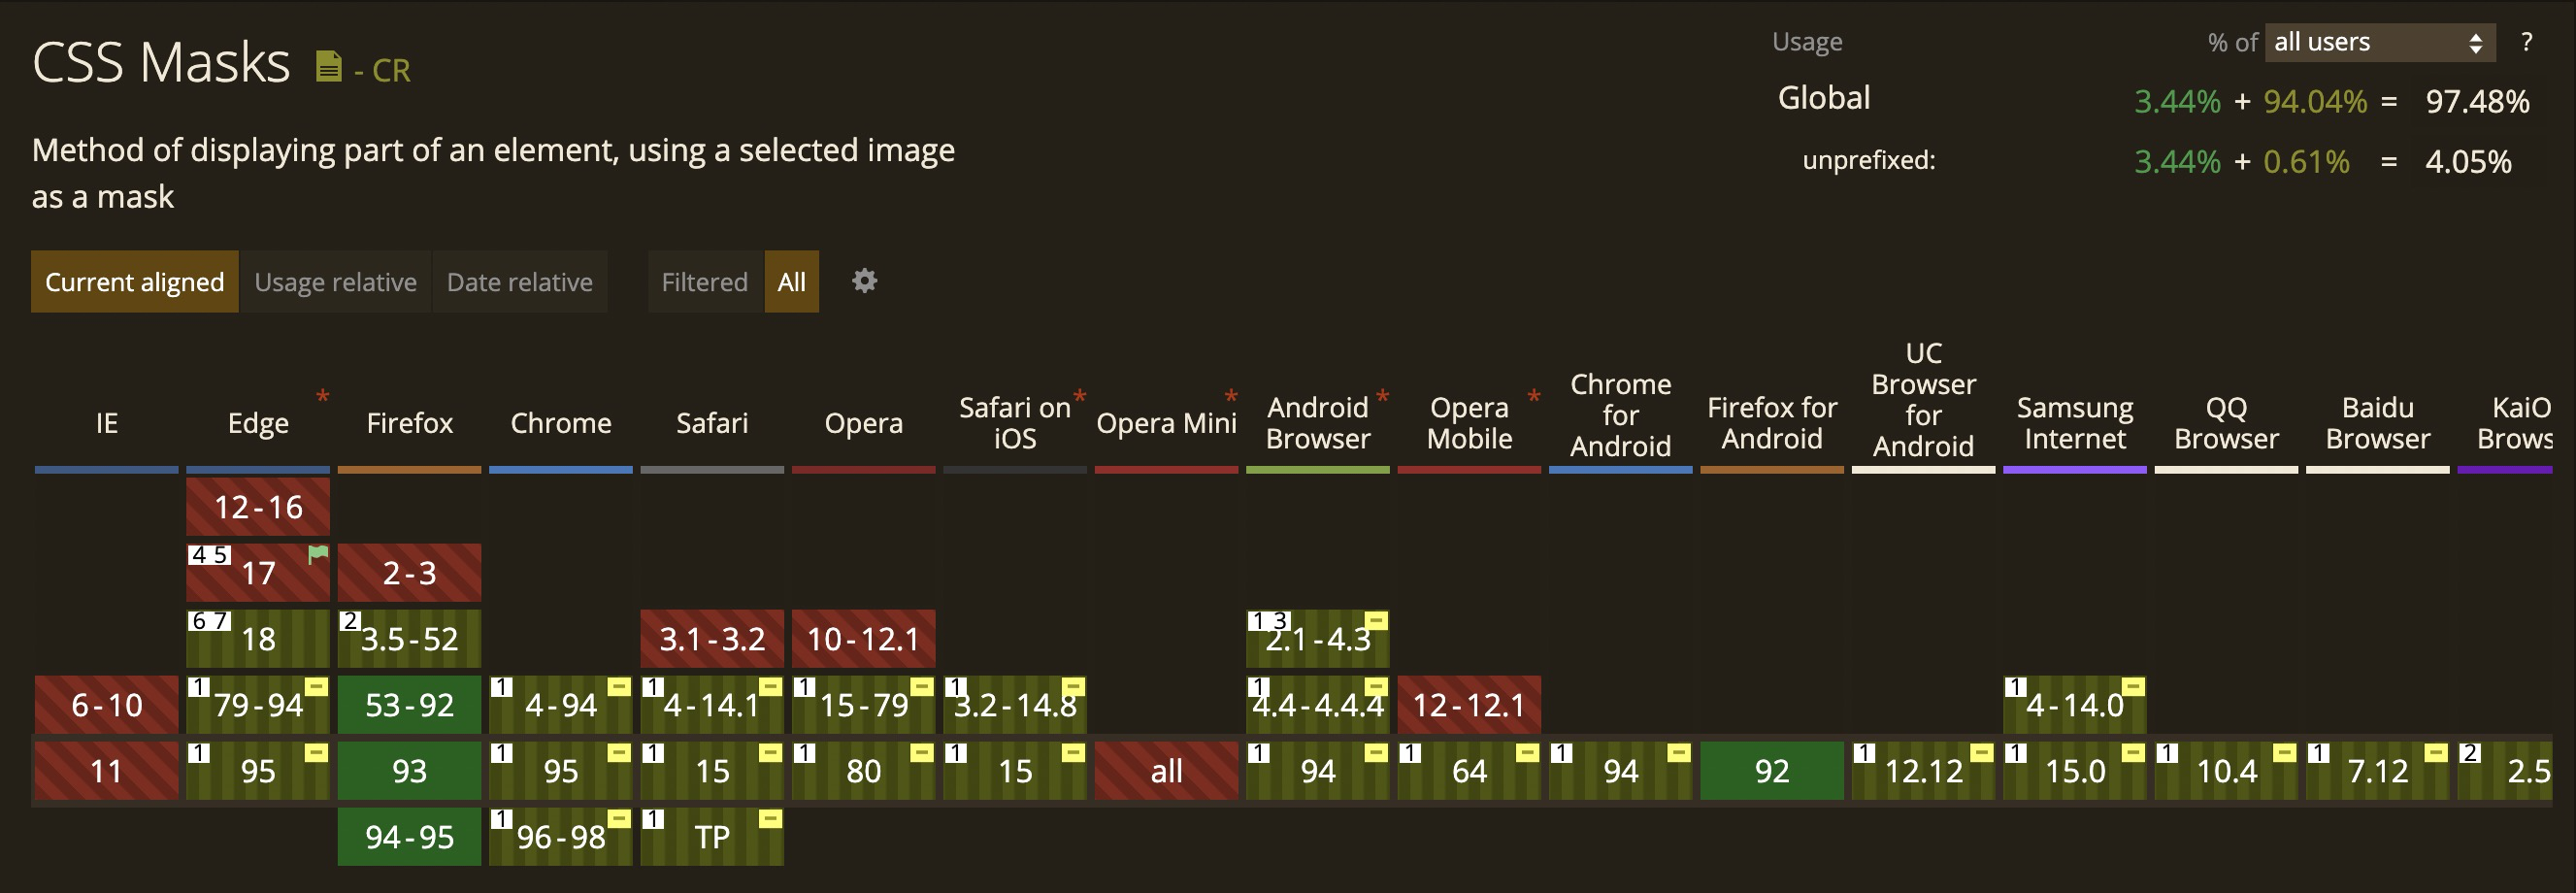 CSS Masks - CR
Usage % of all users ?
Global 3.44% + 94.04% = 97.48%
unprefixed: 3.44% + 0.61% = 4.05%
Method of displaying part of an element, using a selected image
as a mask
Current aligned Usage relative Date relative Filtered All
IE Edge * Firefox Chrome Safari Opera Safari on iOS * Opera Mini * Android Browser * Opera Mobile * Chrome for Android Firefox for Android UC Browser for Android Samsung Internet QQ Browser Baidu Browser KaiO Brows
12-16
4 5 17 2-3
6 7 18 2 3.5-52 3.1-3.2 10-12.1 1 3 2.1-4.3
6-10 1 79-94 53-92 1 4-94 1 4-14.1 1 15-79 1 3.2-14.8 1 4.4-4.4.4 12-12.1 1 4-14.0
11 1 95 93 1 95 1 15 1 80 1 15 all 1 94 1 64 1 94 92 1 12.12 1 15.0 1 10.4 1 7.12 2 2.5
94-95 1 96-98 1 TP